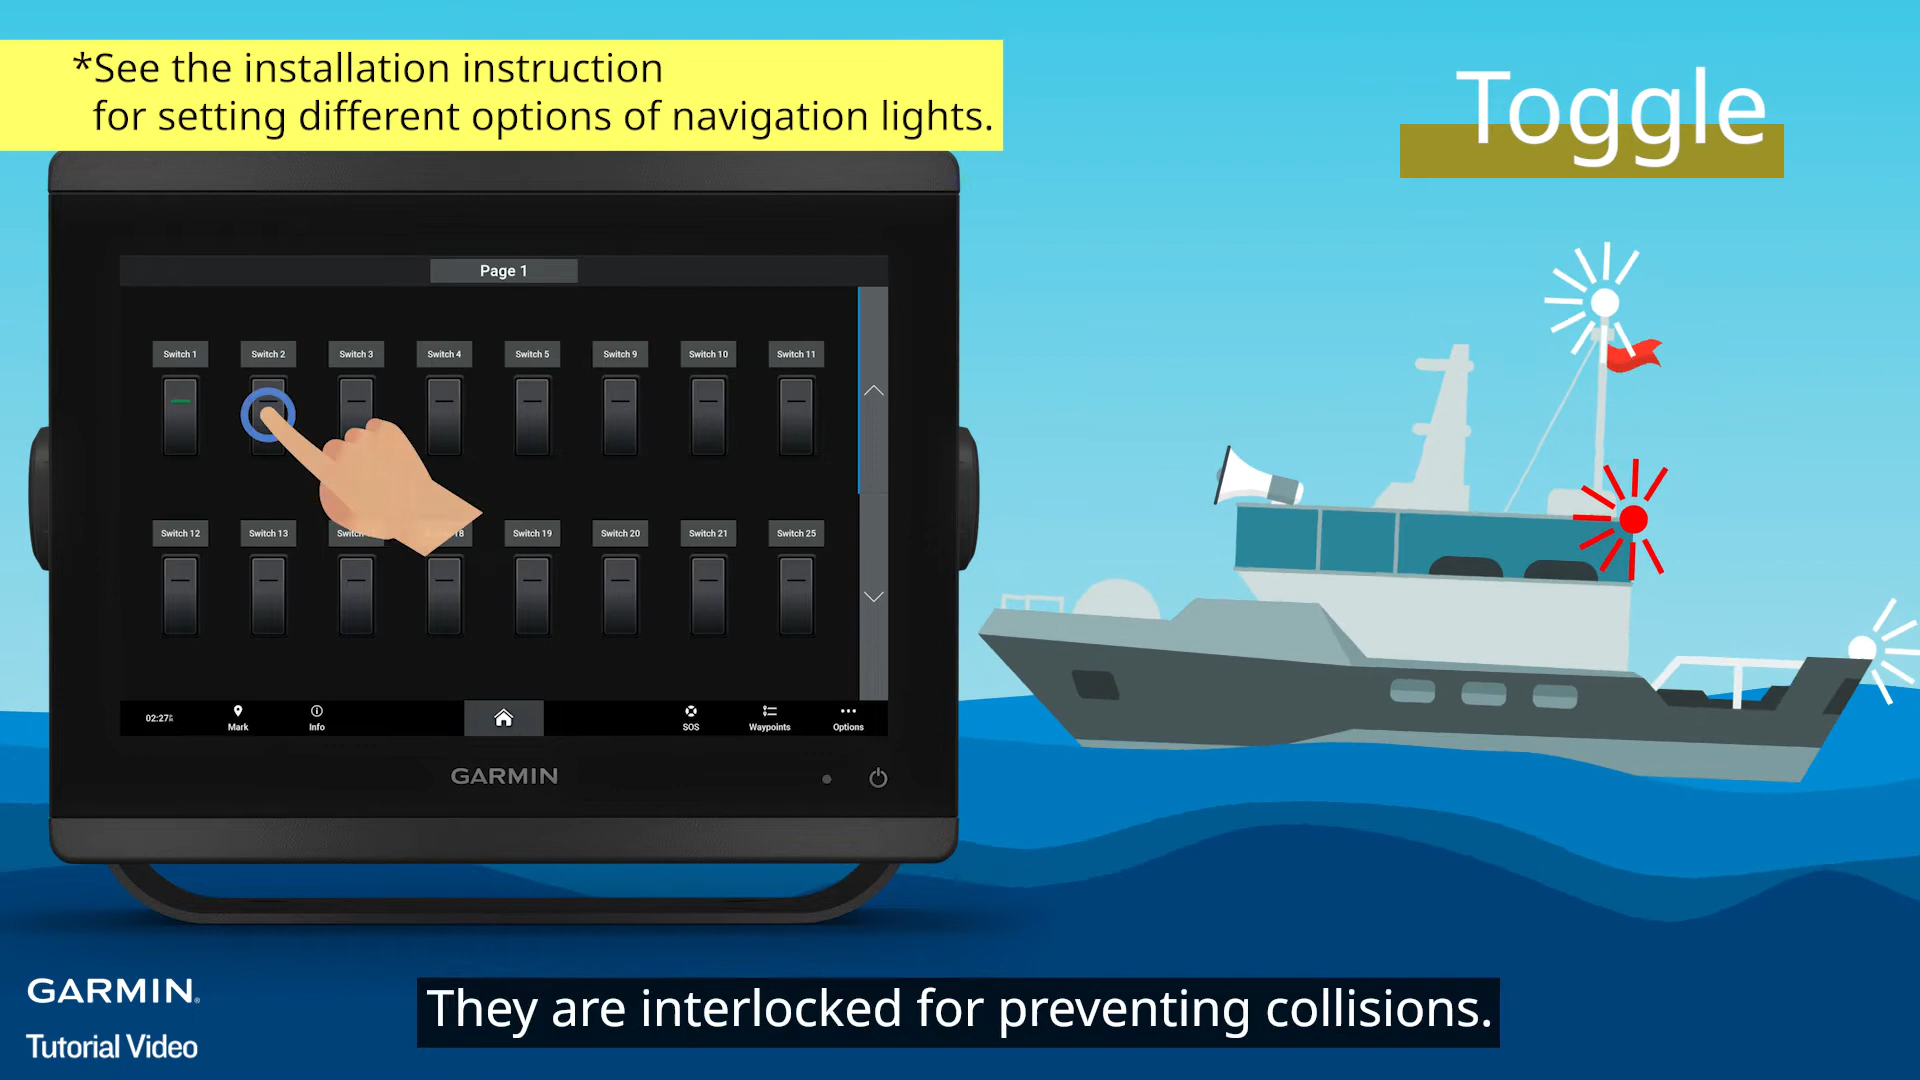 *See the installation instruction
for setting different options of navigation lights.
Toggle
Page 1
Switch 1
Switch 2
Switch 3
Switch 4
Switch 5
Switch 9
Switch 10
Switch 11
Switch 12
Switch 13
Switch 19
Switch 20
Switch 21
Switch 25
02:27
Mark
Info
SOS
Waypoints
Options
GARMIN
They are interlocked for preventing collisions.
GARMIN
Tutorial Video